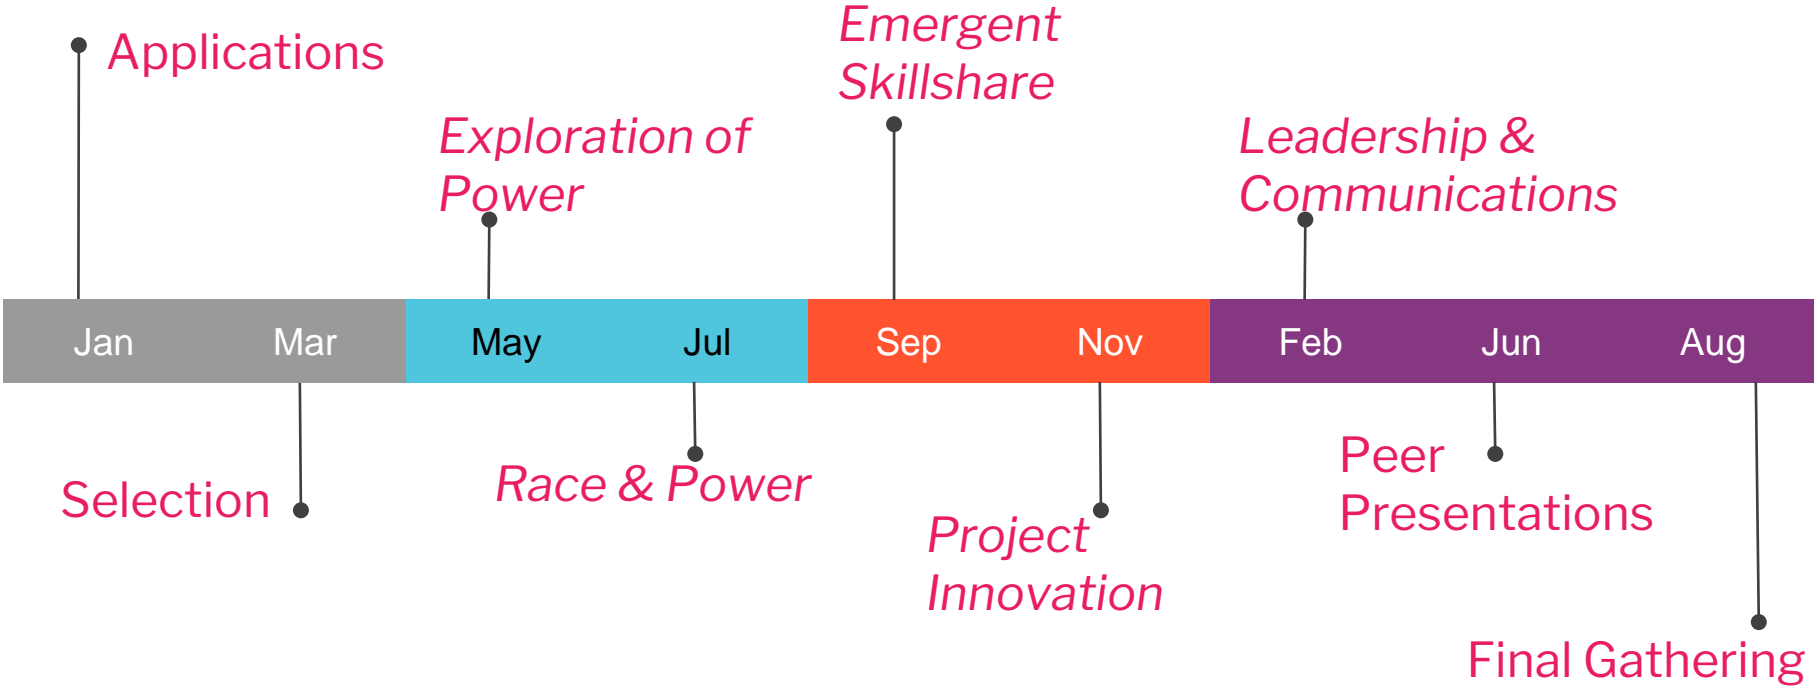 Applications
Emergent
Skillshare
Exploration of
Power
Leadership &
Communications
Jan Mar May Jul Sep Nov Feb Jun Aug
Selection
Race & Power
Project
Innovation
Peer
Presentations
Final Gathering